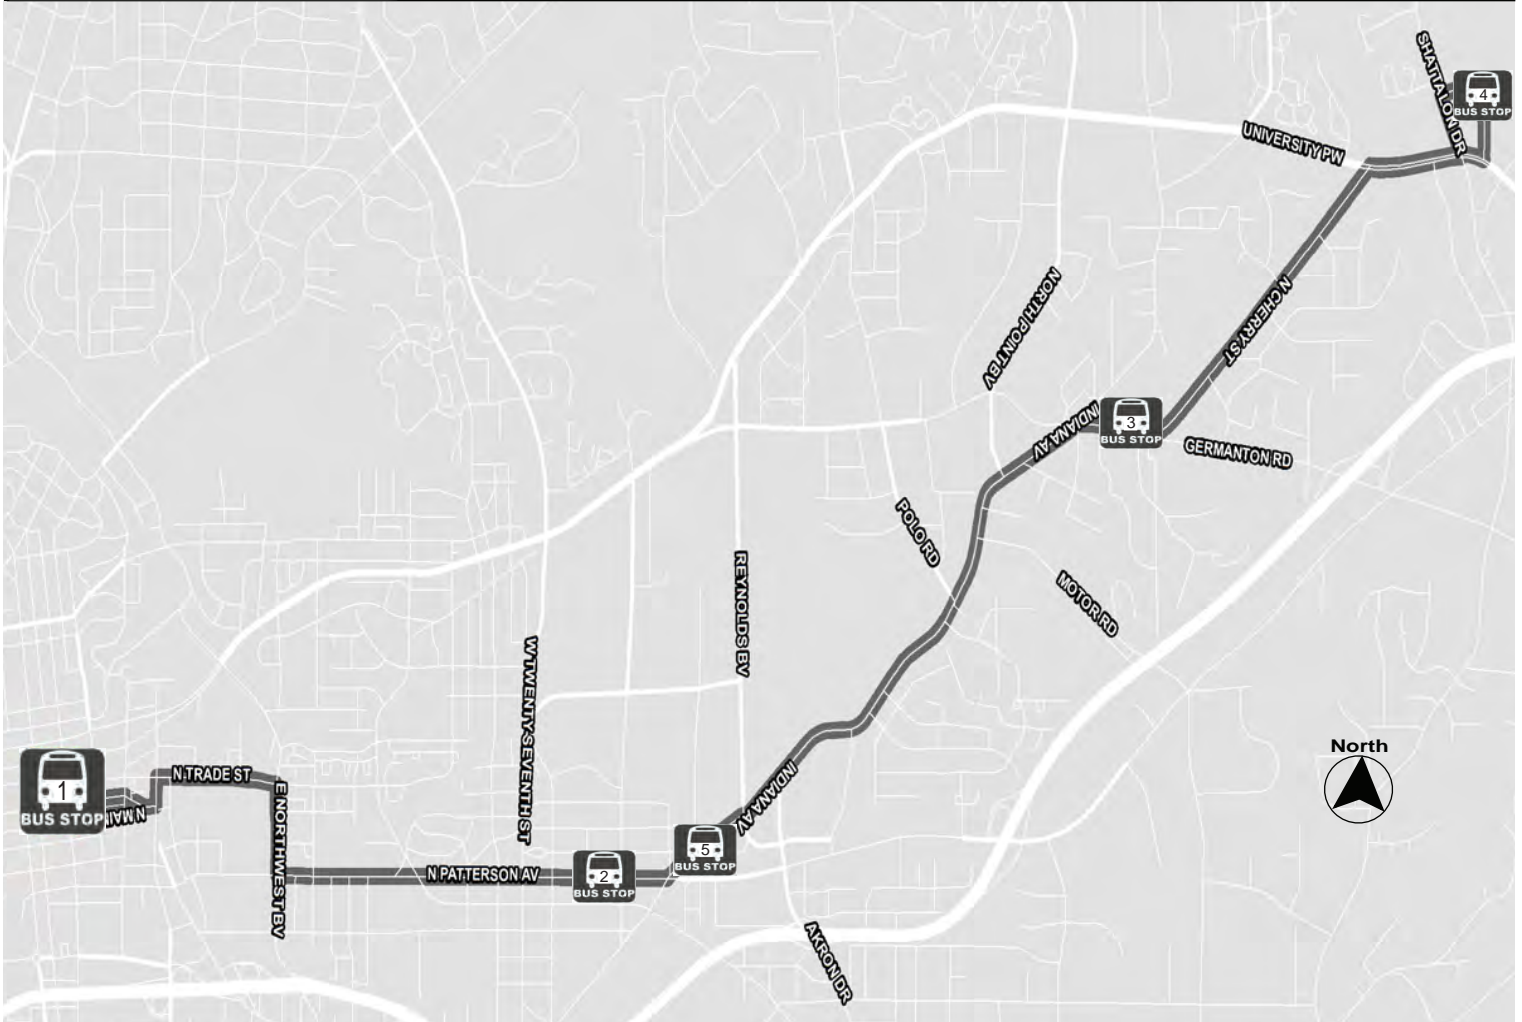 SHATTALON DR
4
BUS STOP
UNIVERSITY PW
N CHERRY ST
NORTH POINT BV
INDIANA AV
3
BUS STOP
GERMANTON RD
POLO RD
MOTOR RD
REYNOLDS BV
W TWENTY-SEVENTH ST
North
1
BUS STOP
N MAIN
N TRADE ST
E NORTHWEST BV
INDIANA AV
5
BUS STOP
N PATTERSON AV
2
BUS STOP
AKRON DR